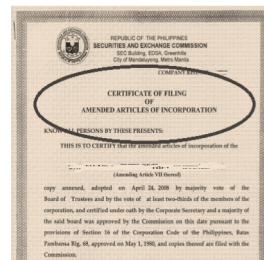 REPUBLIC OF THE PHILIPPINES
SECURITIES AND EXCHANGE COMMISSION
SEC Building, EDSA, Greenhills
City of Mandaluyong, Metro Manila
COMPANY
CERTIFICATE OF FILING
OF
AMENDED ARTICLES OF INCORPORATION
KNOW ALL PERSONS BY THESE PRESENTS:
THIS IS TO CERTIFY that the amended articles of incorporation of the
(Amending Article VII thereof)
copy annexed, adopted on April 24, 2008 by majority vote of the
Board of Trustees and by the vote of at least two-thirds of the members of the
corporation, and certified under oath by the Corporate Secretary and a majority of
the said board was approved by the Commission on this date pursuant to the
provisions of Section 16 of the Corporation Code of the Philippines, Batas
Pambansa Blg. 68, approved on May 1, 1980, and copies thereof are filed with the
Commission.